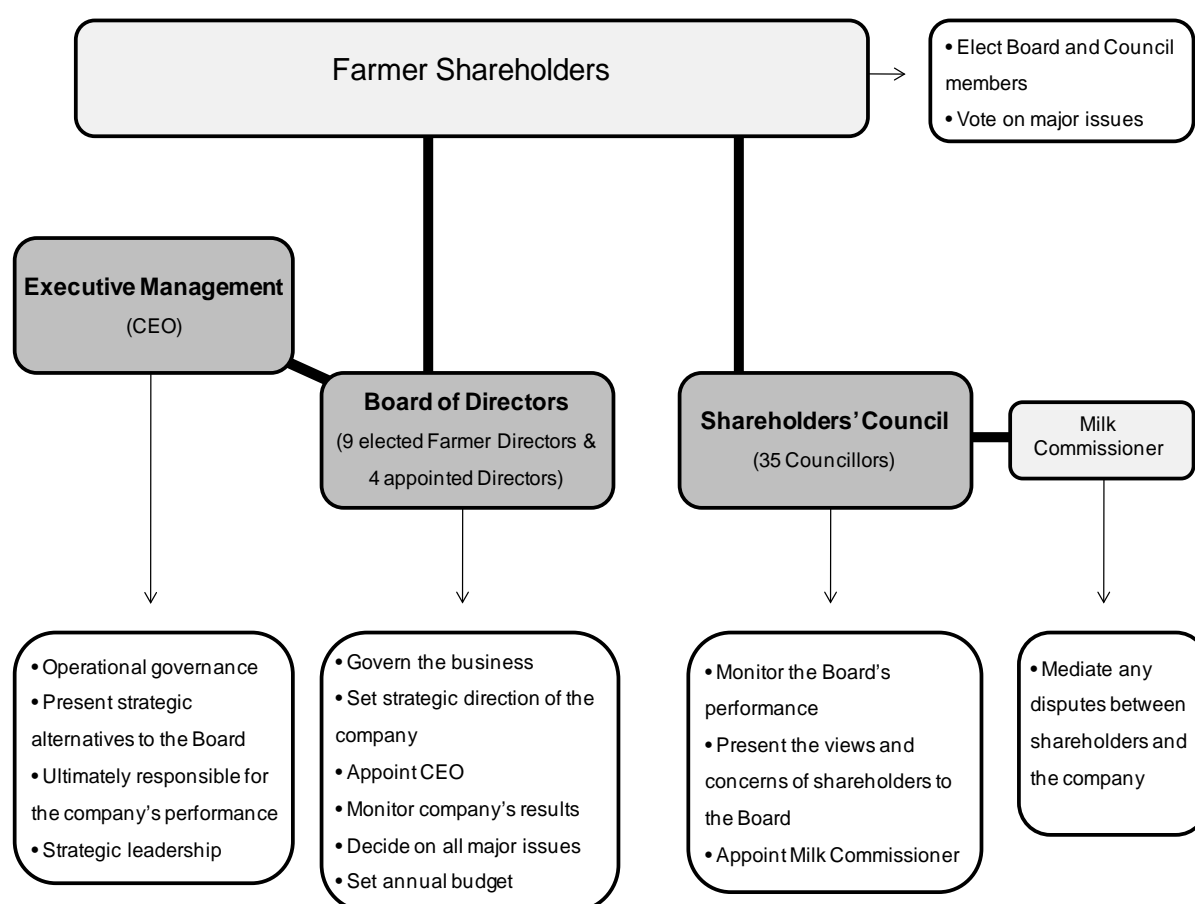 Farmer Shareholders
• Elect Board and Council
members
• Vote on major issues
Executive Management
(CEO)
Board of Directors
(9 elected Farmer Directors &
4 appointed Directors)
Shareholders’ Council
(35 Councillors)
Milk
Commissioner
• Operational governance
• Present strategic
alternatives to the Board
• Ultimately responsible for
the company’s performance
• Strategic leadership
• Govern the business
• Set strategic direction of the
company
• Appoint CEO
• Monitor company’s results
• Decide on all major issues
• Set annual budget
• Monitor the Board’s
performance
• Present the views and
concerns of shareholders to
the Board
• Appoint Milk Commissioner
• Mediate any
disputes between
shareholders and
the company